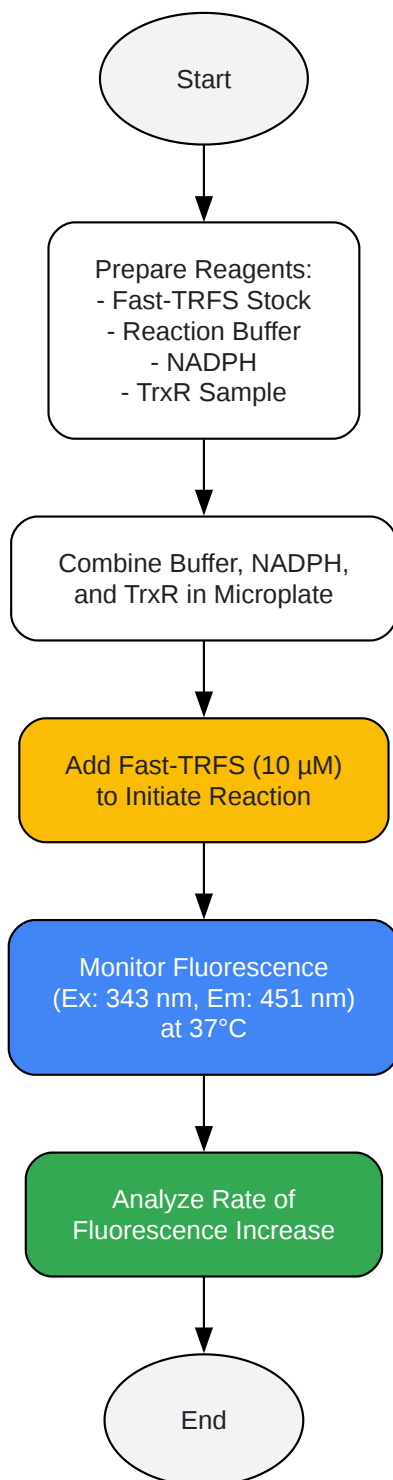 Start
Prepare Reagents:
- Fast-TRFS Stock
- Reaction Buffer
- NADPH
- TrxR Sample
Combine Buffer, NADPH,
and TrxR in Microplate
Add Fast-TRFS (10 µM)
to Initiate Reaction
Monitor Fluorescence
(Ex: 343 nm, Em: 451 nm)
at 37°C
Analyze Rate of
Fluorescence Increase
End